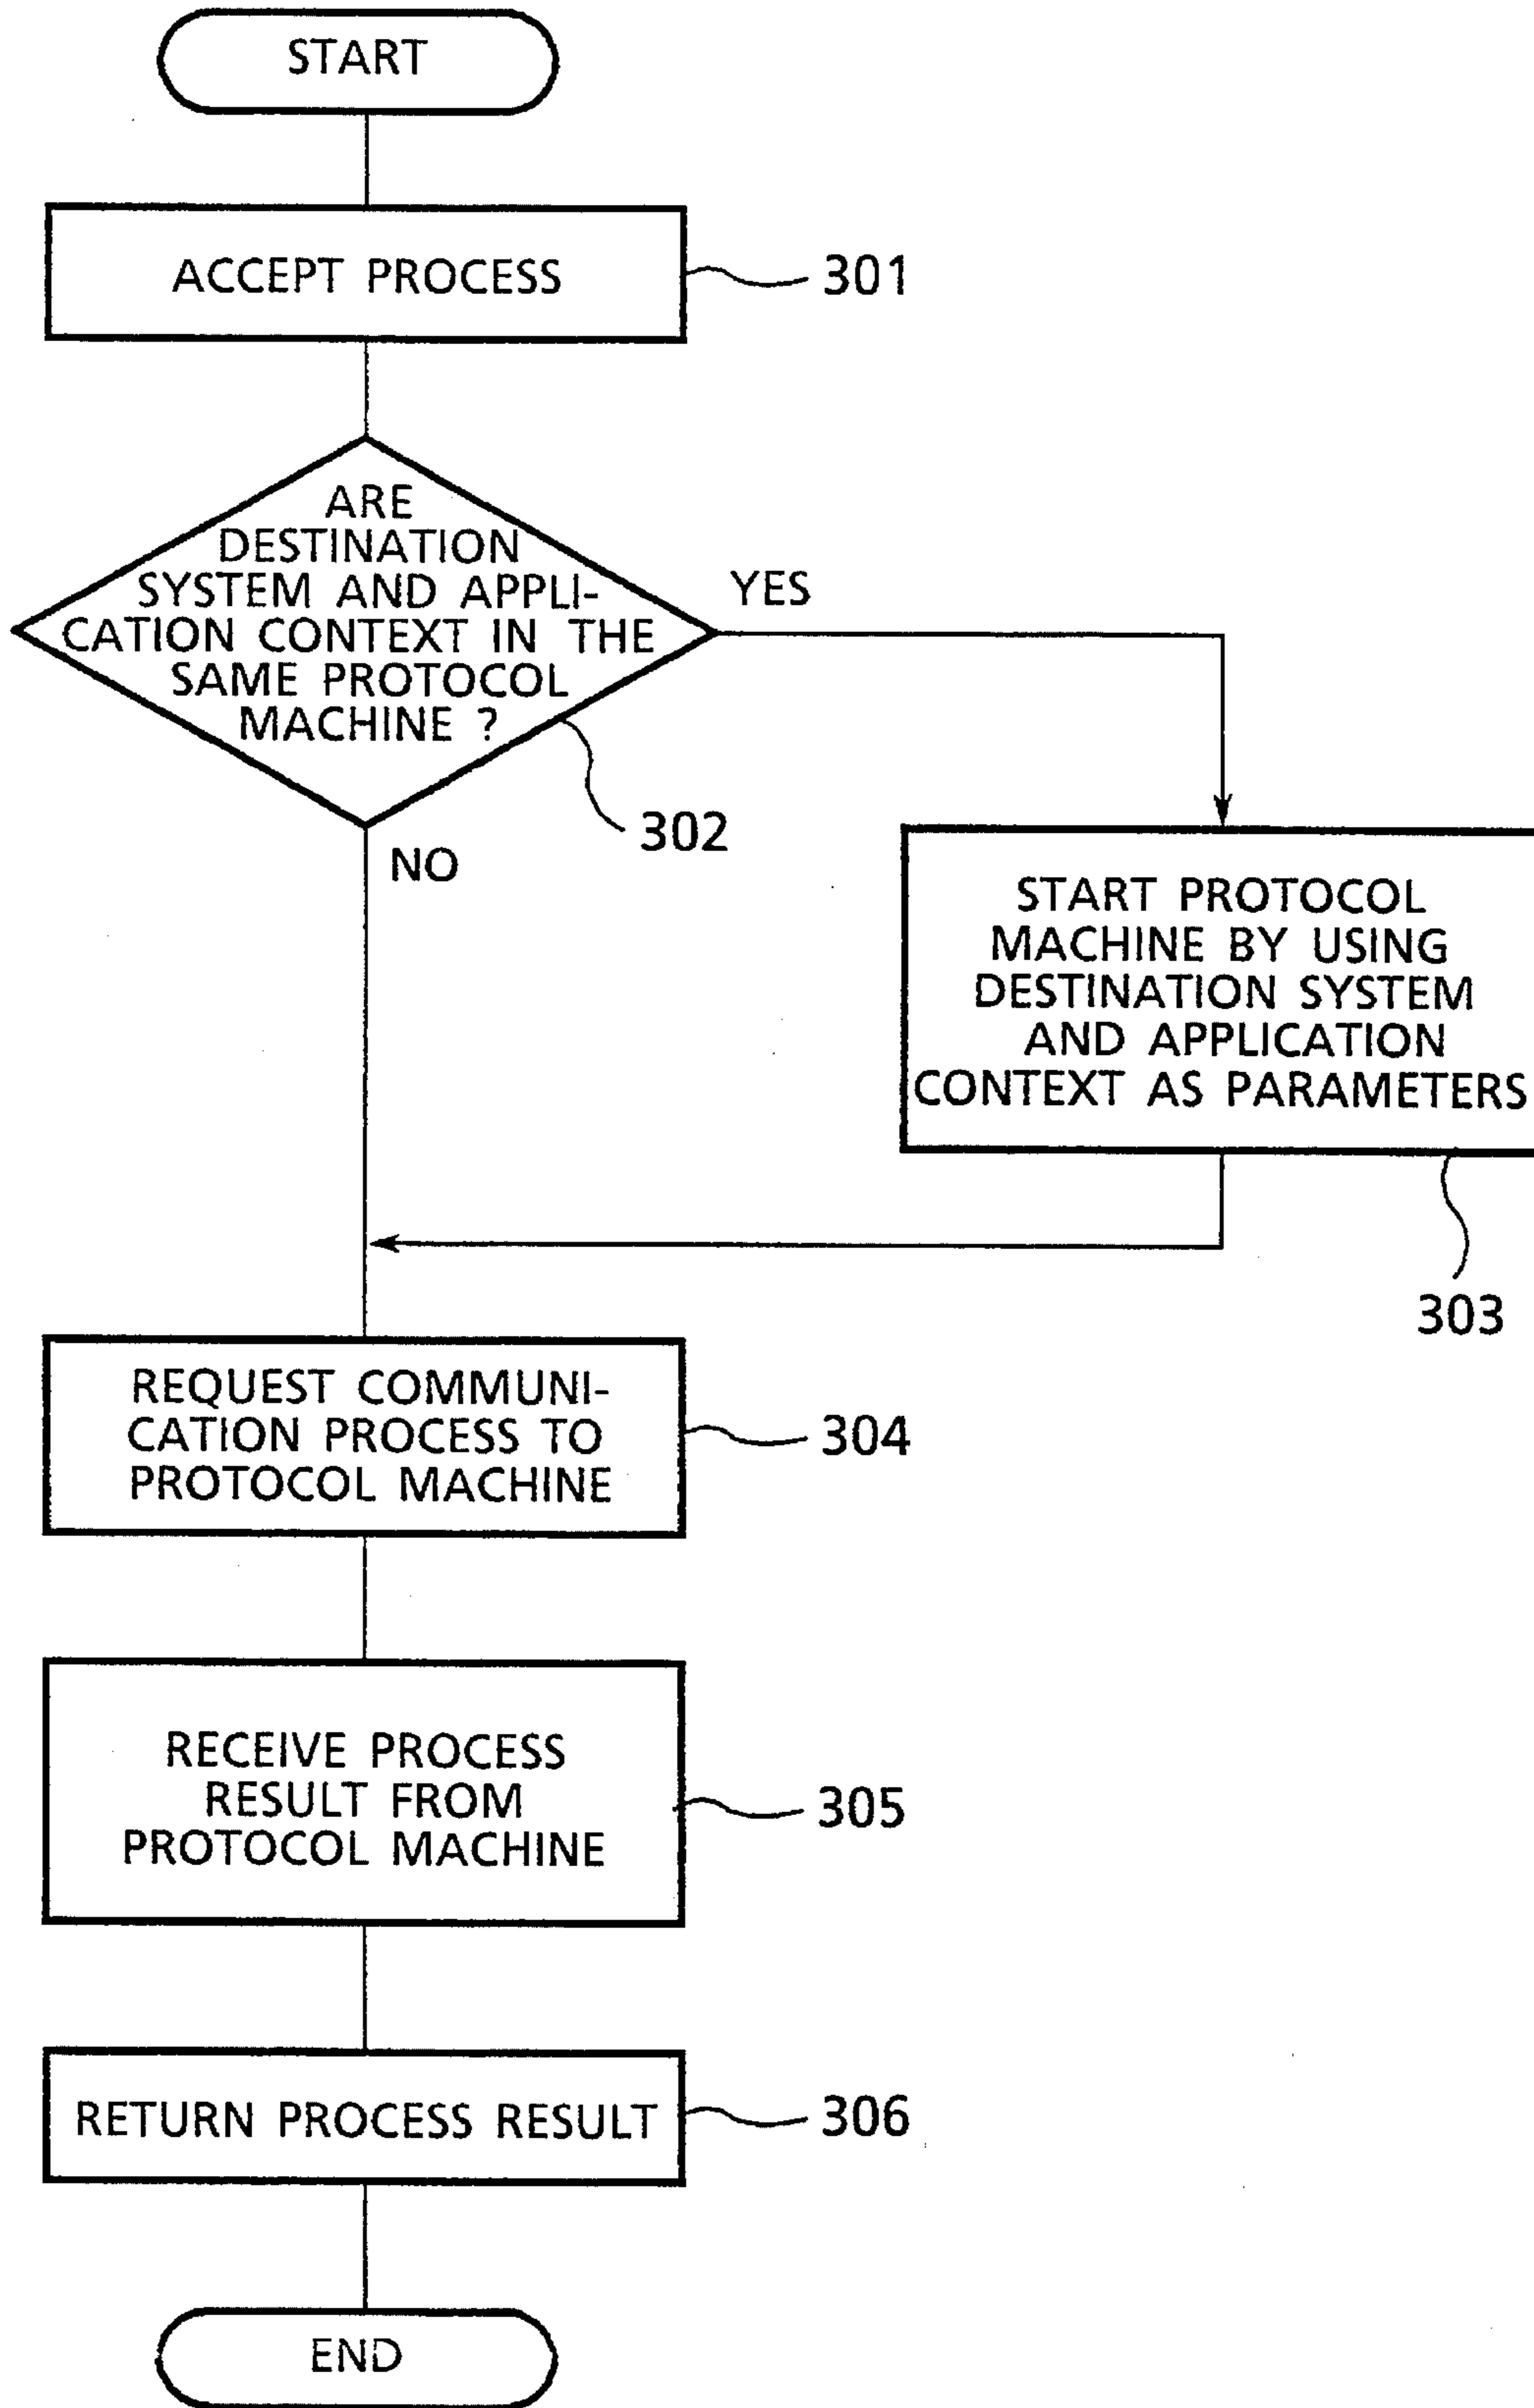 START
ACCEPT PROCESS
301
ARE
DESTINATION
SYSTEM AND APPLI-
CATION CONTEXT IN THE
SAME PROTOCOL
MACHINE ?
YES
302
NO
START PROTOCOL
MACHINE BY USING
DESTINATION SYSTEM
AND APPLICATION
CONTEXT AS PARAMETERS
303
REQUEST COMMUNI-
CATION PROCESS TO
PROTOCOL MACHINE
304
RECEIVE PROCESS
RESULT FROM
PROTOCOL MACHINE
305
RETURN PROCESS RESULT
306
END